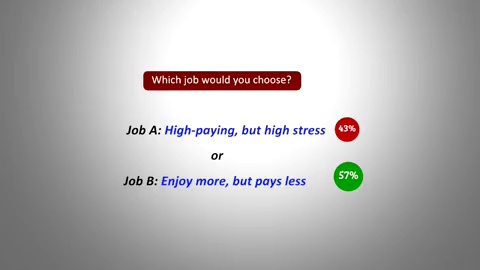 Which job would you choose?
Job A: High-paying, but high stress 43%
or
Job B: Enjoy more, but pays less 57%